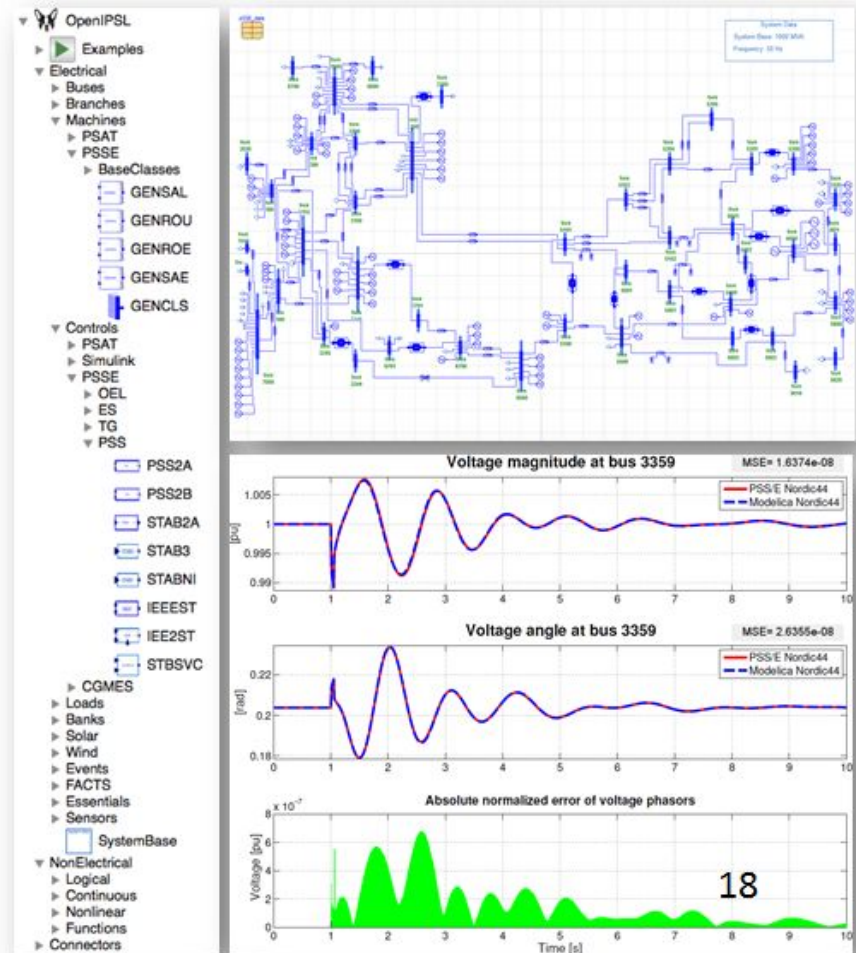 OpenIPSL
Examples
Electrical
Buses
Branches
Machines
PSAT
PSSE
BaseClasses
GENSAL
GENROU
GENROE
GENSAE
GENCLS
Controls
PSAT
Simulink
PSSE
OEL
ES
TG
PSS
PSS2A
PSS2B
STAB2A
STAB3
STABNI
IEEEST
IEE2ST
STBSVC
CGMES
Loads
Banks
Solar
Wind
Events
FACTS
Essentials
Sensors
SystemBase
NonElectrical
Logical
Continuous
Nonlinear
Functions
Connectors
System Data
System Base: 1000 MVA
Frequency: 50 Hz
Voltage magnitude at bus 3359
MSE= 1.6374e-08
PSS/E Nordic44
Modelica Nordic44
[pu]
1.005
1
0.995
0.99
0 1 2 3 4 5 6 7 8 9 10
Voltage angle at bus 3359
MSE= 2.6355e-08
PSS/E Nordic44
Modelica Nordic44
[rad]
0.22
0.2
0.18
0 1 2 3 4 5 6 7 8 9 10
Absolute normalized error of voltage phasors
x 10⁻⁷
Voltage [pu]
8
6
4
2
0
18
0 1 2 3 4 5 6 7 8 9 10
Time [s]